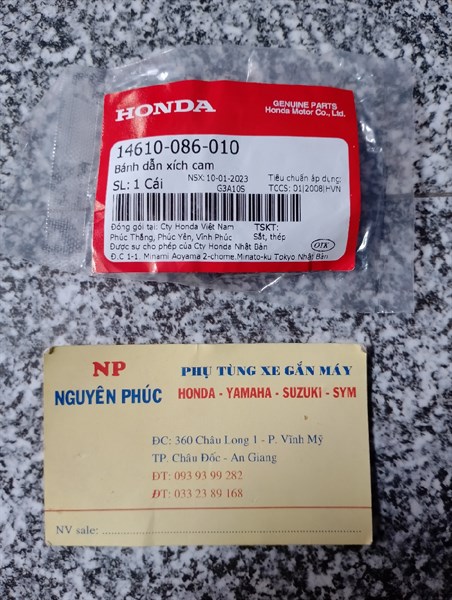 HONDA
GENUINE PARTS
Honda Motor Co., Ltd.
14610-086-010
Bánh dẫn xích cam
SL: 1 Cái
NSX: 10-01-2023
G3A10S
Tiêu chuẩn áp dụng:
TCCS: 01|2008|HVN
Đóng gói tại: Cty Honda Việt Nam
Phúc Thắng, Phúc Yên, Vĩnh Phúc
Được sự cho phép của Cty Honda Nhật Bản
Đ.C 1-1. Minami Aoyama 2-chome.Minato-ku Tokyo Nhật Bản
TSKT:
Sắt, thép
OTK
NP
NGUYÊN PHÚC
PHỤ TÙNG XE GẮN MÁY
HONDA - YAMAHA - SUZUKI - SYM
ĐC: 360 Châu Long 1 - P. Vĩnh Mỹ
TP. Châu Đốc - An Giang
ĐT: 093 93 99 282
ĐT: 033 23 89 168
NV sale: